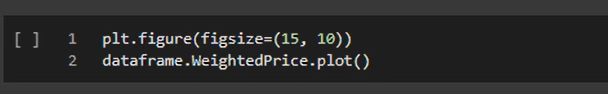 [ ] 1 plt.figure(figsize=(15, 10))
2 dataframe.WeightedPrice.plot()